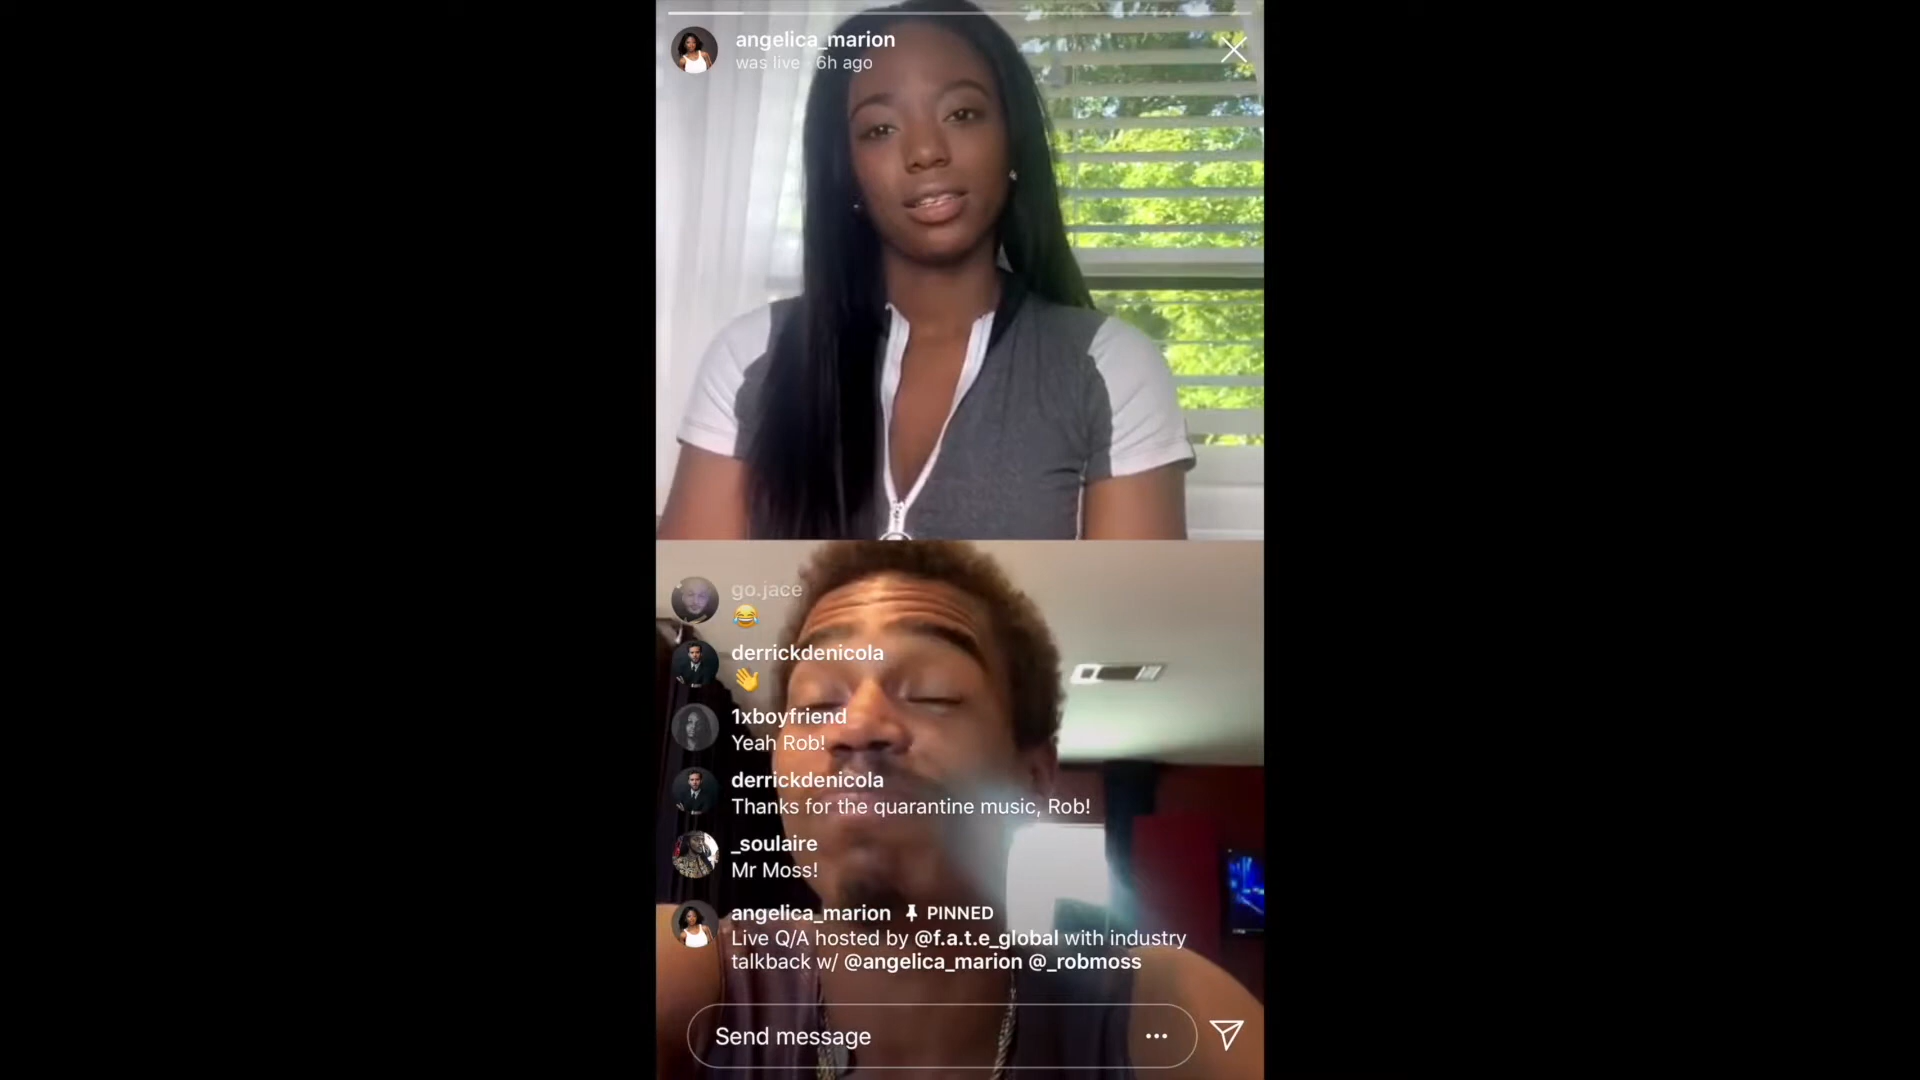 angelica_marion
was live · 6h ago
go.jace
😂
derrickdenicola
👋
1xboyfriend
Yeah Rob!
derrickdenicola
Thanks for the quarantine music, Rob!
_soulaire
Mr Moss!
angelica_marion PINNED
Live Q/A hosted by @f.a.t.e_global with industry
talkback w/ @angelica_marion @_robmoss
Send message